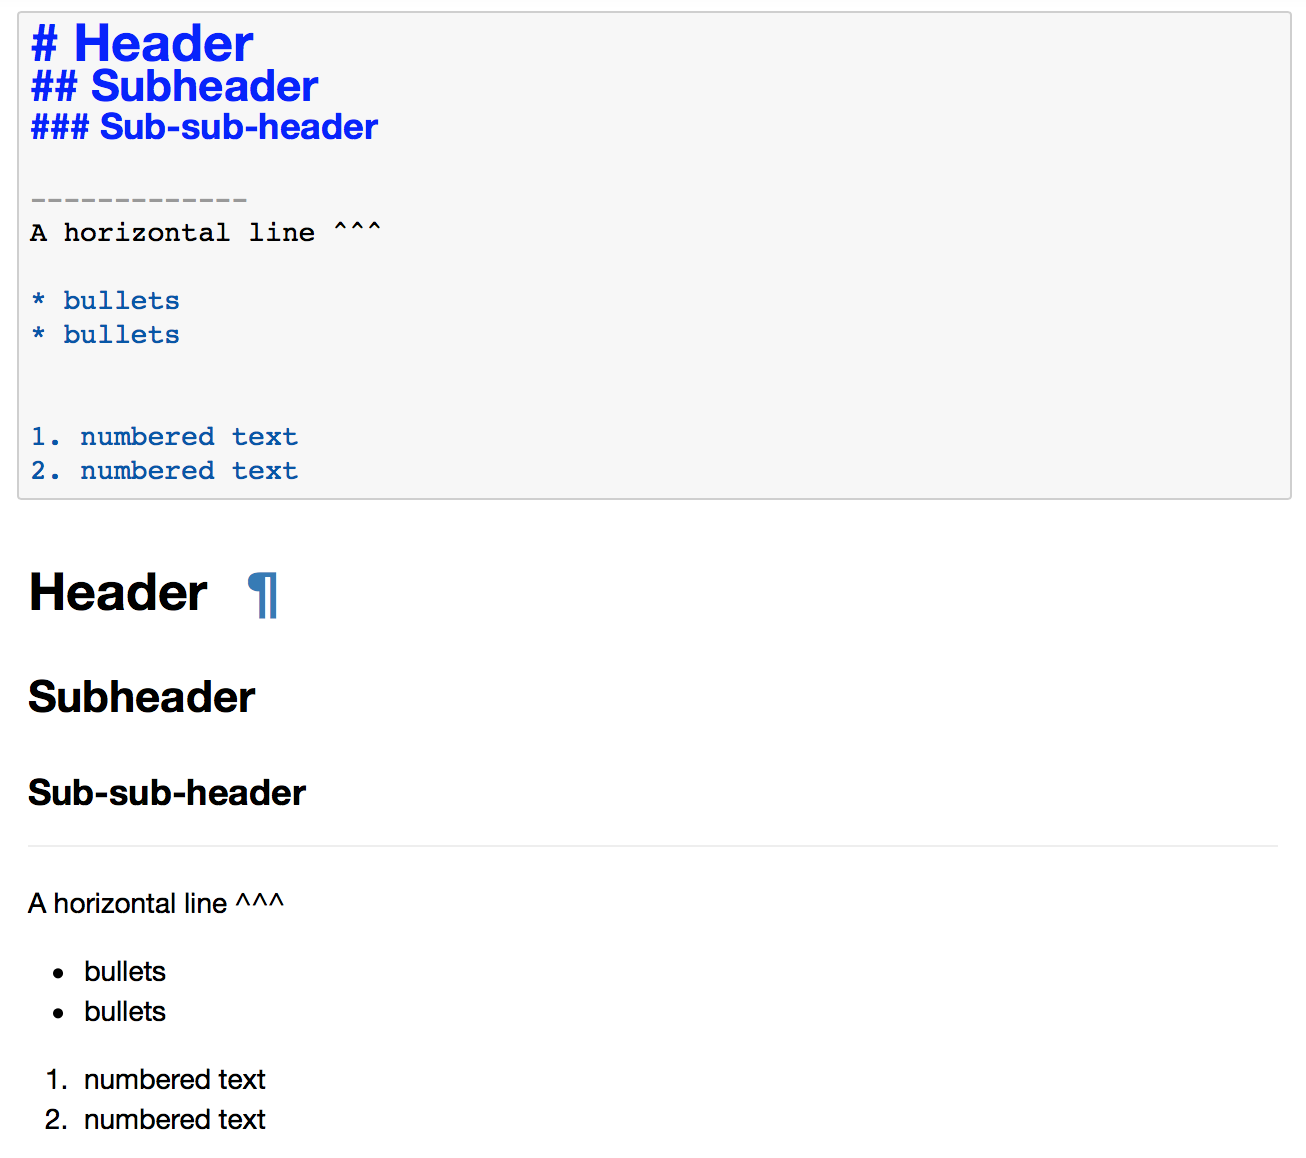 # Header
## Subheader
### Sub-sub-header
-------------
A horizontal line ^^^
* bullets
* bullets
1. numbered text
2. numbered text
Header ¶
Subheader
Sub-sub-header
A horizontal line ^^^
• bullets
• bullets
1. numbered text
2. numbered text